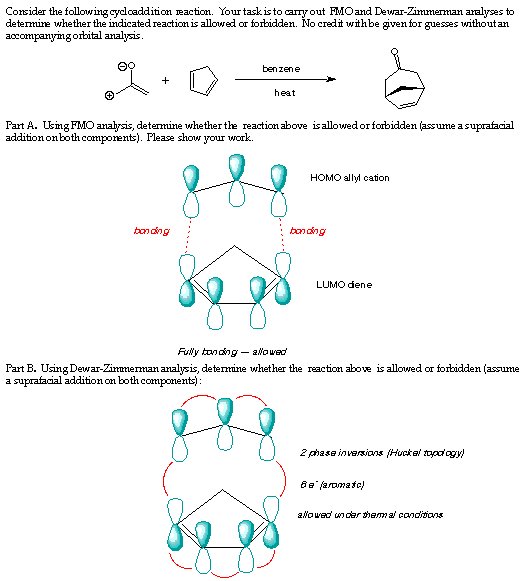 Consider the following cycloaddition reaction. Your task is to carry out FMO and Dewar-Zimmerman analyses to
determine whether the indicated reaction is allowed or forbidden. No credit will be given for guesses without an
accompanying orbital analysis.
⊖O
O
benzene
+
heat
⊕
Part A. Using FMO analysis, determine whether the reaction above is allowed or forbidden (assume a suprafacial
addition on both components). Please show your work.
HOMO allyl cation
bonding bonding
LUMO diene
Fully bonding — allowed
Part B. Using Dewar-Zimmerman analysis, determine whether the reaction above is allowed or forbidden (assume
a suprafacial addition on both components):
2 phase inversions (Huckel topology)
6 e⁻ (aromatic)
allowed under thermal conditions